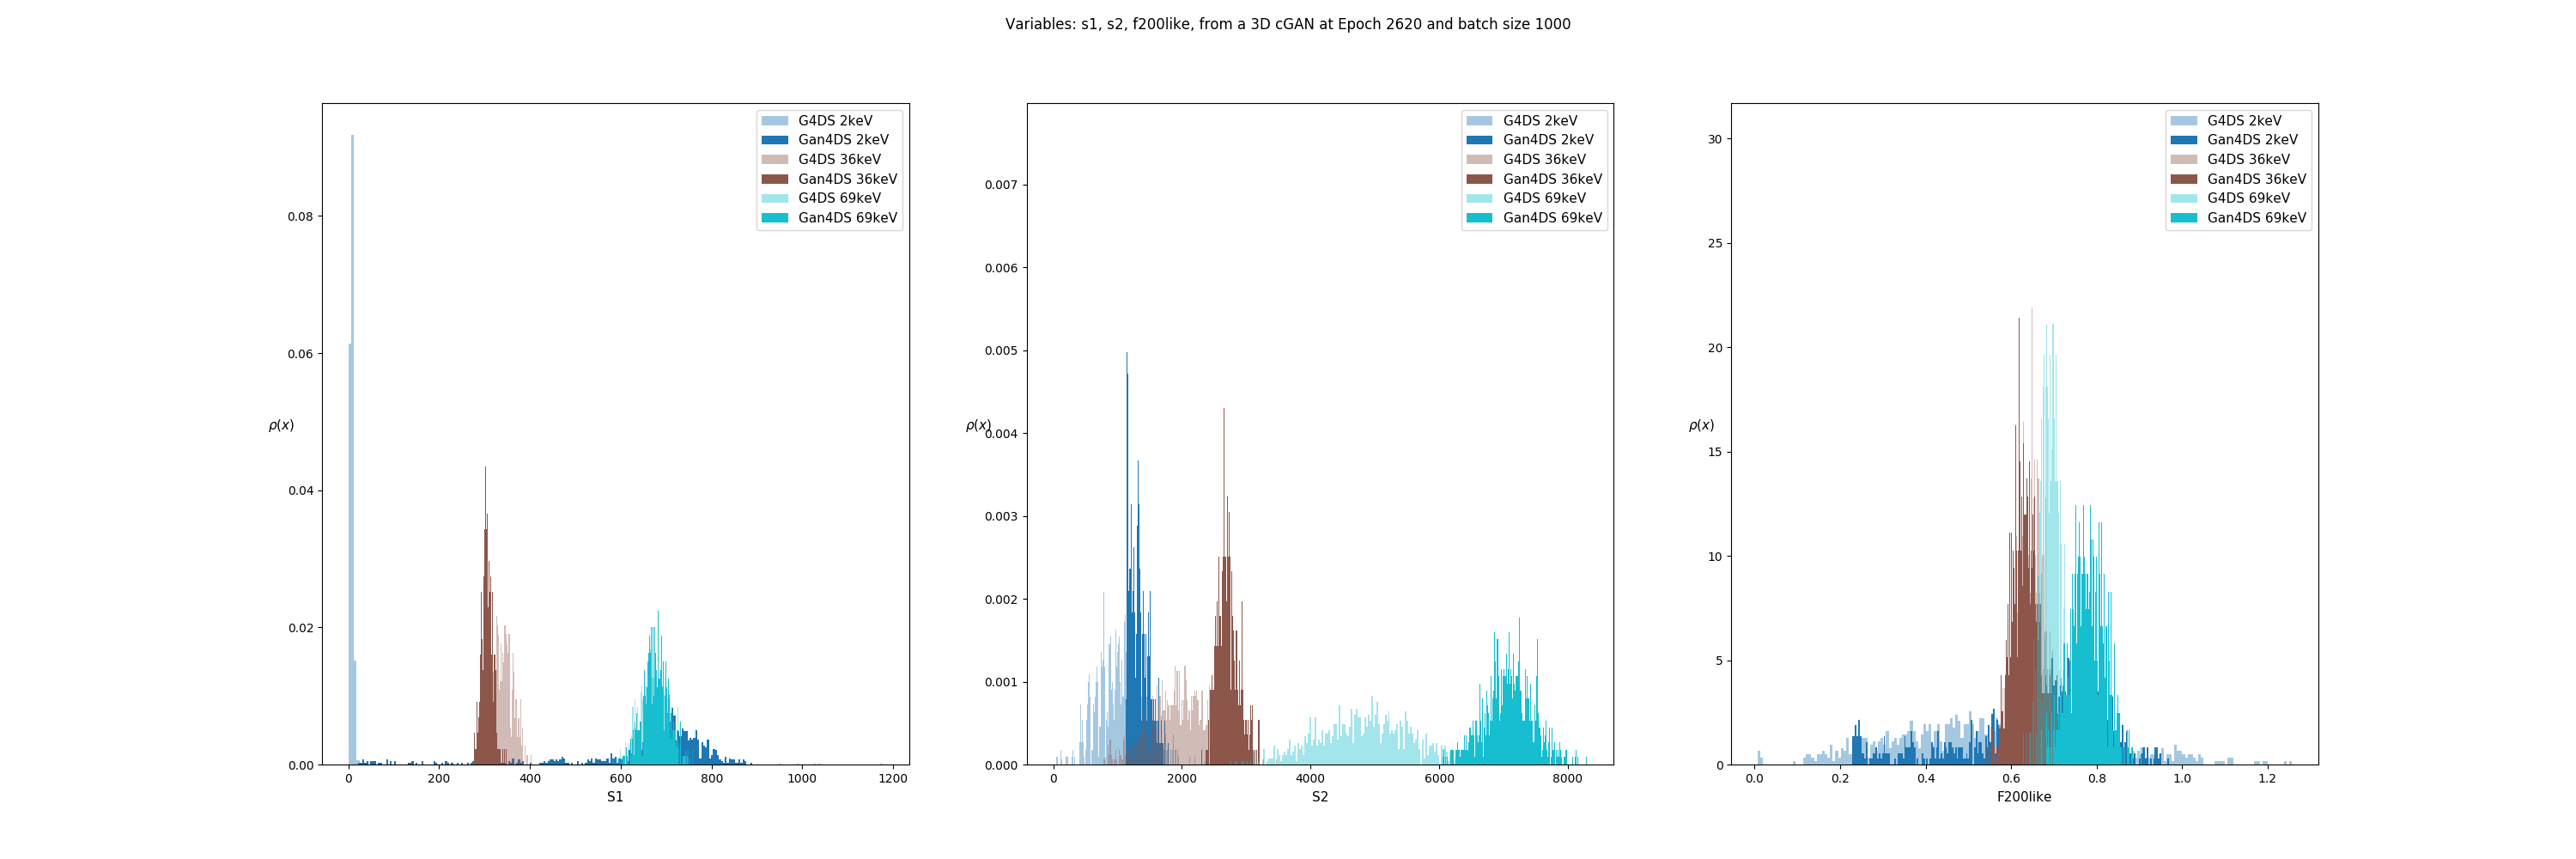 Variables: s1, s2, f200like, from a 3D cGAN at Epoch 2620 and batch size 1000
G4DS 2keV
Gan4DS 2keV
G4DS 36keV
Gan4DS 36keV
G4DS 69keV
Gan4DS 69keV
0.08
0.06
0.04
0.02
0.00
ρ(x)
0 200 400 600 800 1000 1200
S1
G4DS 2keV
Gan4DS 2keV
G4DS 36keV
Gan4DS 36keV
G4DS 69keV
Gan4DS 69keV
0.007
0.006
0.005
0.004
0.003
0.002
0.001
0.000
ρ(x)
0 2000 4000 6000 8000
S2
G4DS 2keV
Gan4DS 2keV
G4DS 36keV
Gan4DS 36keV
G4DS 69keV
Gan4DS 69keV
30
25
20
15
10
5
0
ρ(x)
0.0 0.2 0.4 0.6 0.8 1.0 1.2
F200like